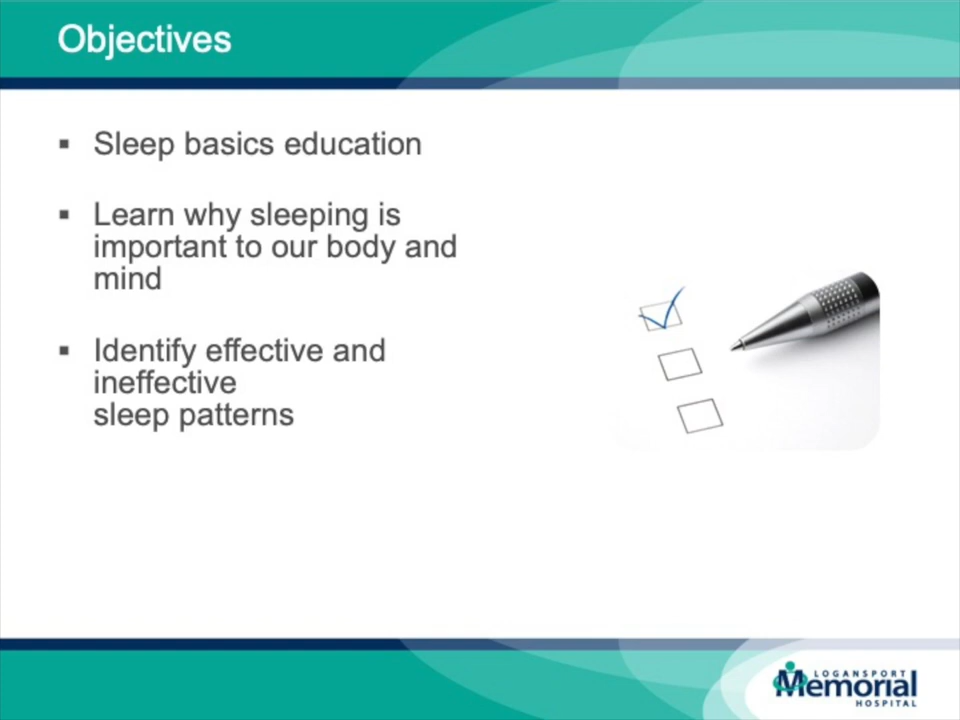 Objectives
▪ Sleep basics education
▪ Learn why sleeping is
important to our body and
mind
▪ Identify effective and
ineffective
sleep patterns
LOGANSPORT
Memorial
HOSPITAL